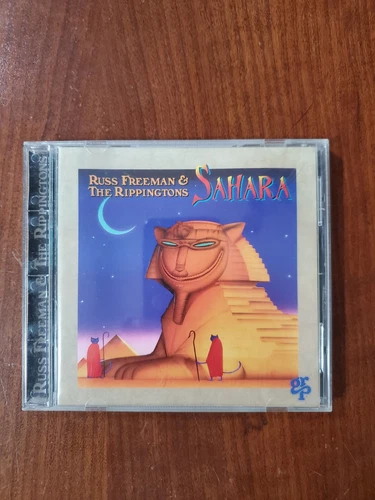 RUSS FREEMAN &
THE RIPPINGTONS
SAHARA
RUSS FREEMAN & THE RIPPINGTONS
grp